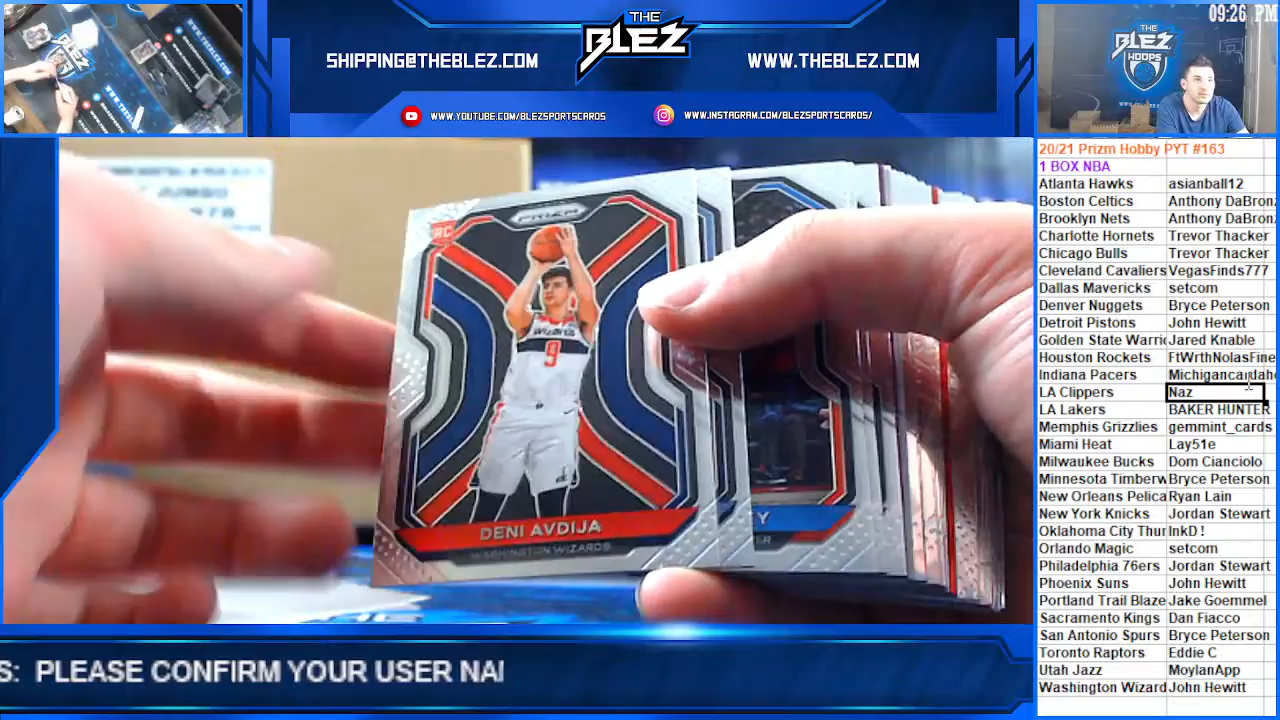 09:26 PM
THE
BLEZ
SHIPPING@THEBLEZ.COM
WWW.THEBLEZ.COM
WWW.YOUTUBE.COM/BLEZSPORTSCARDS
WWW.INSTAGRAM.COM/BLEZSPORTSCARDS/
THE
BLEZ
HOOPS
20/21 Prizm Hobby PYT #163
1 BOX NBA
Atlanta Hawks asianball12
Boston Celtics Anthony DaBronz
Brooklyn Nets Anthony DaBronz
Charlotte Hornets Trevor Thacker
Chicago Bulls Trevor Thacker
Cleveland Cavaliers VegasFinds777
Dallas Mavericks setcom
Denver Nuggets Bryce Peterson
Detroit Pistons John Hewitt
Golden State Warri Jared Knable
Houston Rockets FtWrthNolasFine
Indiana Pacers Michigancardah
LA Clippers Naz
LA Lakers BAKER HUNTER
Memphis Grizzlies gemmint_cards
Miami Heat Lay51e
Milwaukee Bucks Dom Cianciolo
Minnesota Timberw Bryce Peterson
New Orleans Pelica Ryan Lain
New York Knicks Jordan Stewart
Oklahoma City Thur InkD !
Orlando Magic setcom
Philadelphia 76ers Jordan Stewart
Phoenix Suns John Hewitt
Portland Trail Blaze Jake Goemmel
Sacramento Kings Dan Fiacco
San Antonio Spurs Bryce Peterson
Toronto Raptors Eddie C
Utah Jazz MoylanApp
Washington Wizard John Hewitt
JUMBO
RC
PRIZM
Wizards
9
DENI AVDIJA
WASHINGTON WIZARDS
Y
S: PLEASE CONFIRM YOUR USER NAI